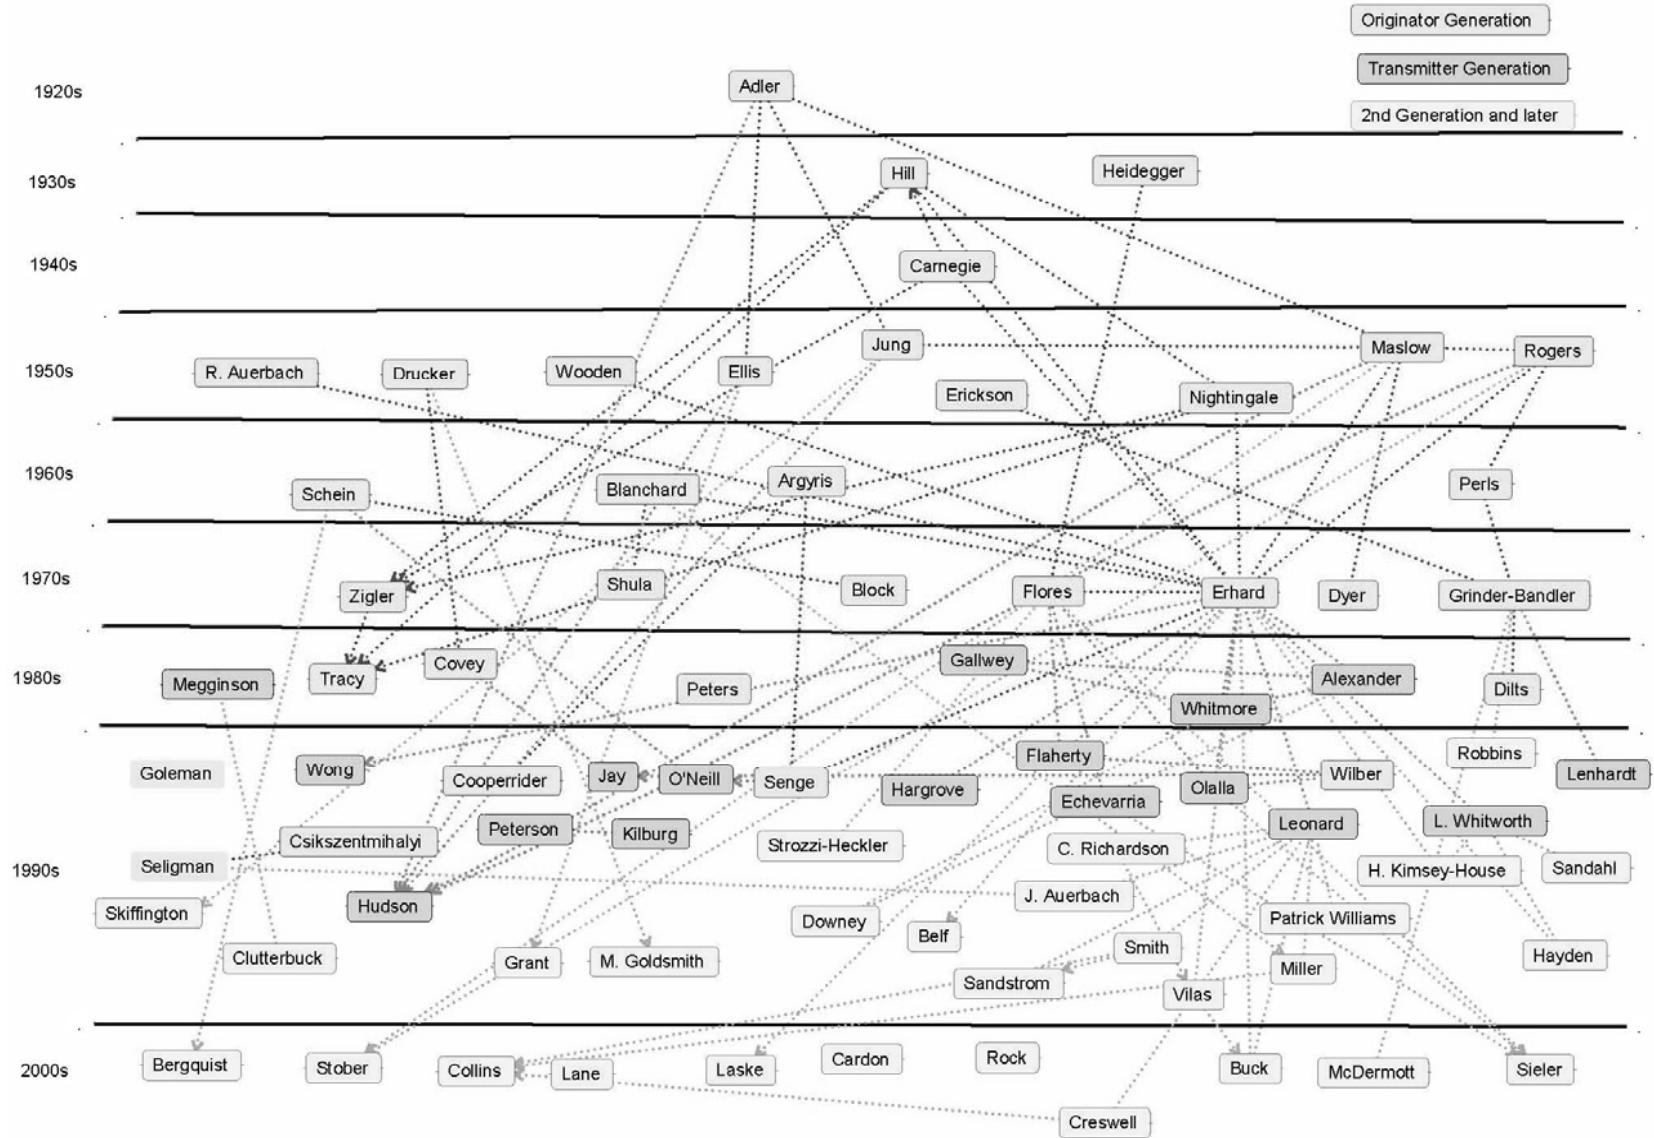 Originator Generation
Transmitter Generation
2nd Generation and later
1920s
Adler
1930s
Hill
Heidegger
1940s
Carnegie
1950s
R. Auerbach
Drucker
Wooden
Ellis
Jung
Erickson
Nightingale
Maslow
Rogers
1960s
Schein
Blanchard
Argyris
Perls
1970s
Zigler
Shula
Block
Flores
Erhard
Dyer
Grinder-Bandler
1980s
Megginson
Tracy
Covey
Peters
Gallwey
Whitmore
Alexander
Dilts
1990s
Goleman
Wong
Cooperrider
Jay
O'Neill
Senge
Hargrove
Flaherty
Echevarria
Olalla
Wilber
Robbins
Lenhardt
Csikszentmihalyi
Peterson
Kilburg
Strozzi-Heckler
C. Richardson
Leonard
L. Whitworth
Seligman
H. Kimsey-House
Sandahl
Skiffington
Hudson
J. Auerbach
Downey
Belf
Patrick Williams
Clutterbuck
Grant
M. Goldsmith
Smith
Sandstrom
Vilas
Miller
Hayden
2000s
Bergquist
Stober
Collins
Lane
Laske
Cardon
Rock
Buck
McDermott
Sieler
Creswell